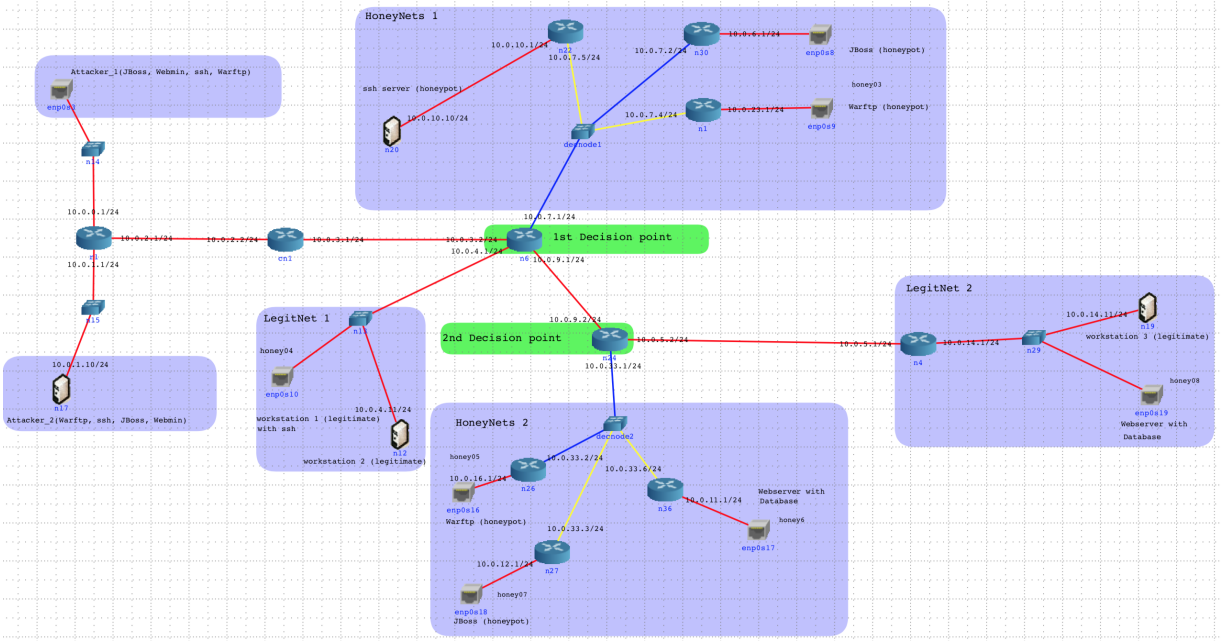 HoneyNets 1
n22
10.0.10.1/24
10.0.7.5/24
10.0.7.2/24
n30
10.0.6.1/24
enp0s8
JBoss (honeypot)
honey03
Warftp (honeypot)
enp0s9
10.0.23.1/24
n1
10.0.7.4/24
decnode1
ssh server (honeypot)
10.0.10.10/24
n20
Attacker_1(JBoss, Webmin, ssh, Warftp)
enp0s3
n14
10.0.0.1/24
10.0.2.1/24
10.0.1.1/24
n15
10.0.1.10/24
n17
Attacker_2(Warftp, ssh, JBoss, Webmin)
10.0.2.2/24
cn1
10.0.3.1/24
10.0.7.1/24
10.0.3.2/24
10.0.4.1/24
n6
1st Decision point
10.0.9.1/24
10.0.9.2/24
2nd Decision point
n24
10.0.5.2/24
10.0.33.1/24
LegitNet 1
honey04
enp0s10
workstation 1 (legitimate)
with ssh
10.0.4.11/24
n12
workstation 2 (legitimate)
LegitNet 2
10.0.5.1/24
n4
10.0.14.1/24
n29
10.0.14.11/24
n19
workstation 3 (legitimate)
honey08
enp0s19
Webserver with
Database
HoneyNets 2
decnode2
honey05
10.0.33.2/24
10.0.16.1/24
n26
enp0s16
Warftp (honeypot)
10.0.33.6/24
n36
10.0.11.1/24
Webserver with
Database
honey6
enp0s17
10.0.33.3/24
n27
10.0.12.1/24
honey07
enp0s18
JBoss (honeypot)